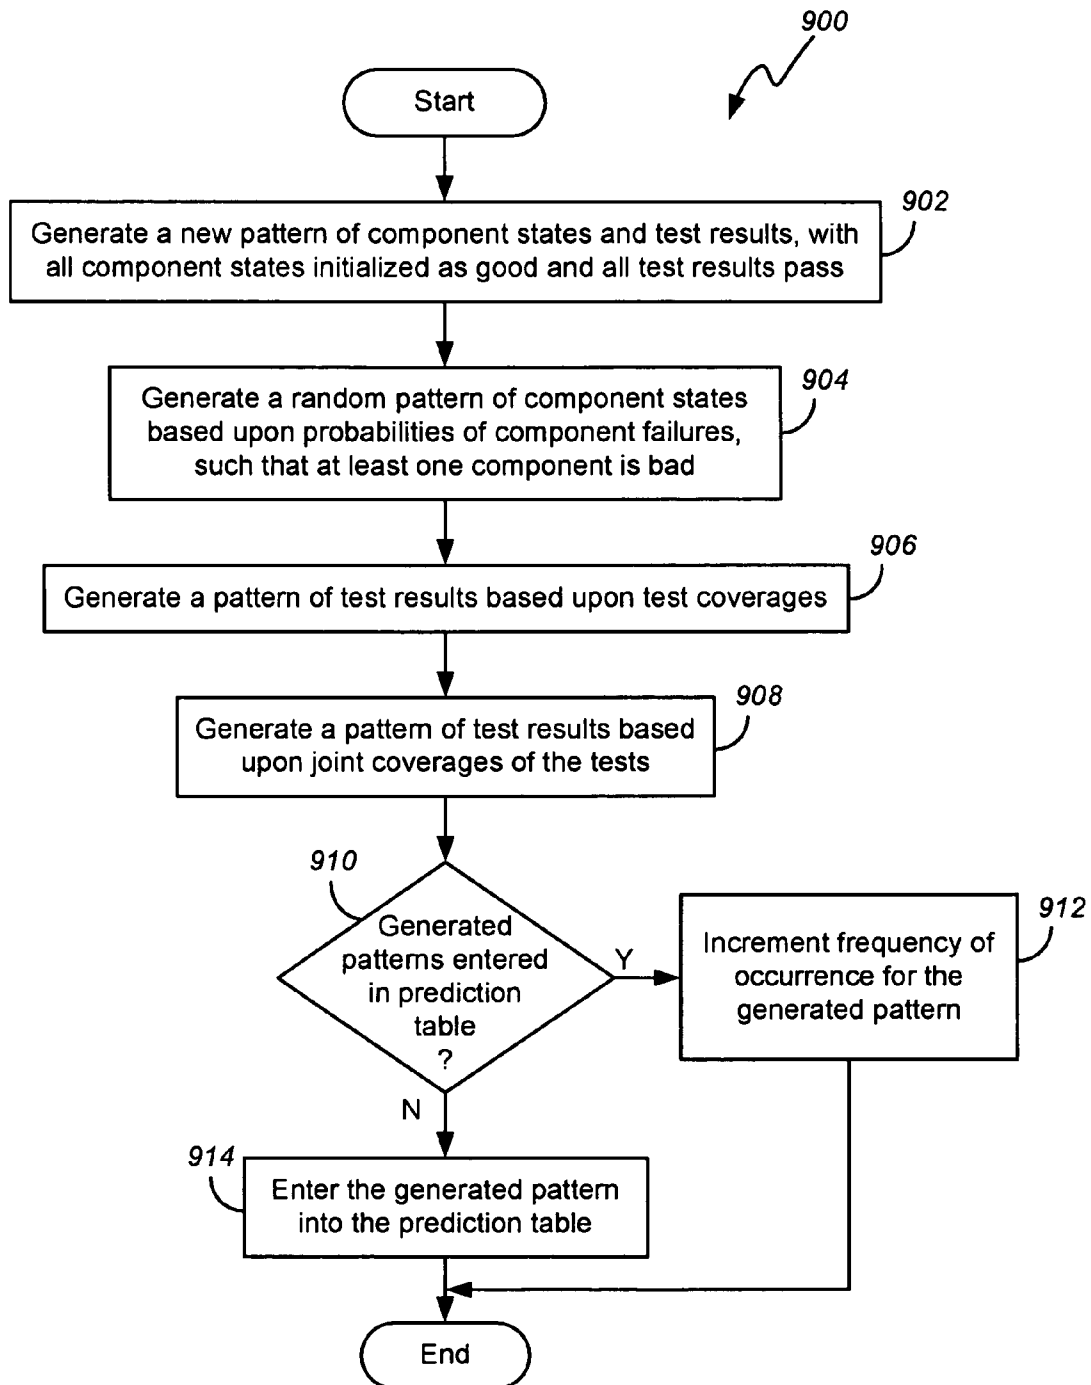 900
Start
902
Generate a new pattern of component states and test results, with
all component states initialized as good and all test results pass
904
Generate a random pattern of component states
based upon probabilities of component failures,
such that at least one component is bad
906
Generate a pattern of test results based upon test coverages
908
Generate a pattern of test results based
upon joint coverages of the tests
910
Generated
patterns entered
in prediction
table
?
Y
912
Increment frequency of
occurrence for the
generated pattern
N
914
Enter the generated pattern
into the prediction table
End